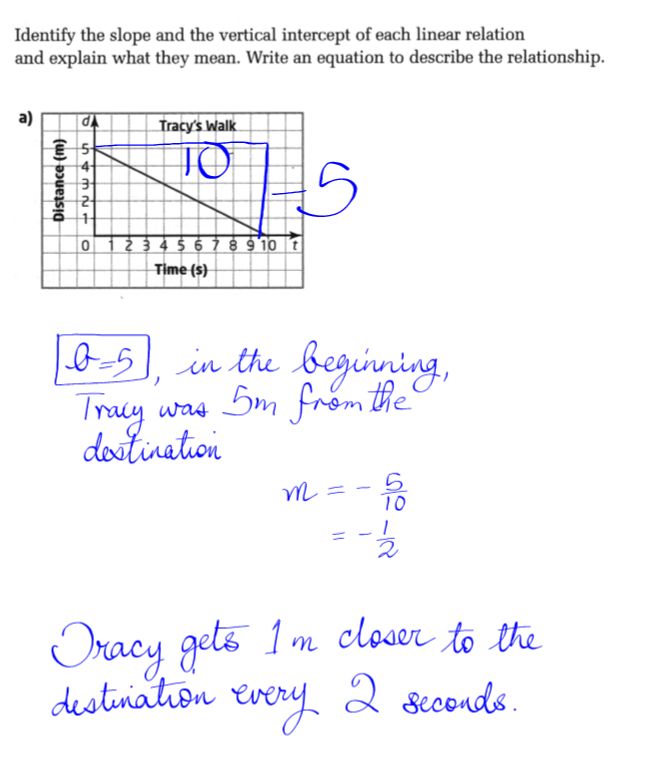 Identify the slope and the vertical intercept of each linear relation
and explain what they mean. Write an equation to describe the relationship.
a)
d
Tracy's Walk
Distance (m)
5
4
3
2
1
10
-5
0 1 2 3 4 5 6 7 8 9 10 t
Time (s)
b=5, in the beginning,
Tracy was 5m from the
destination
m = - 5/10
= - 1/2
Tracy gets 1 m closer to the
destination every 2 seconds.